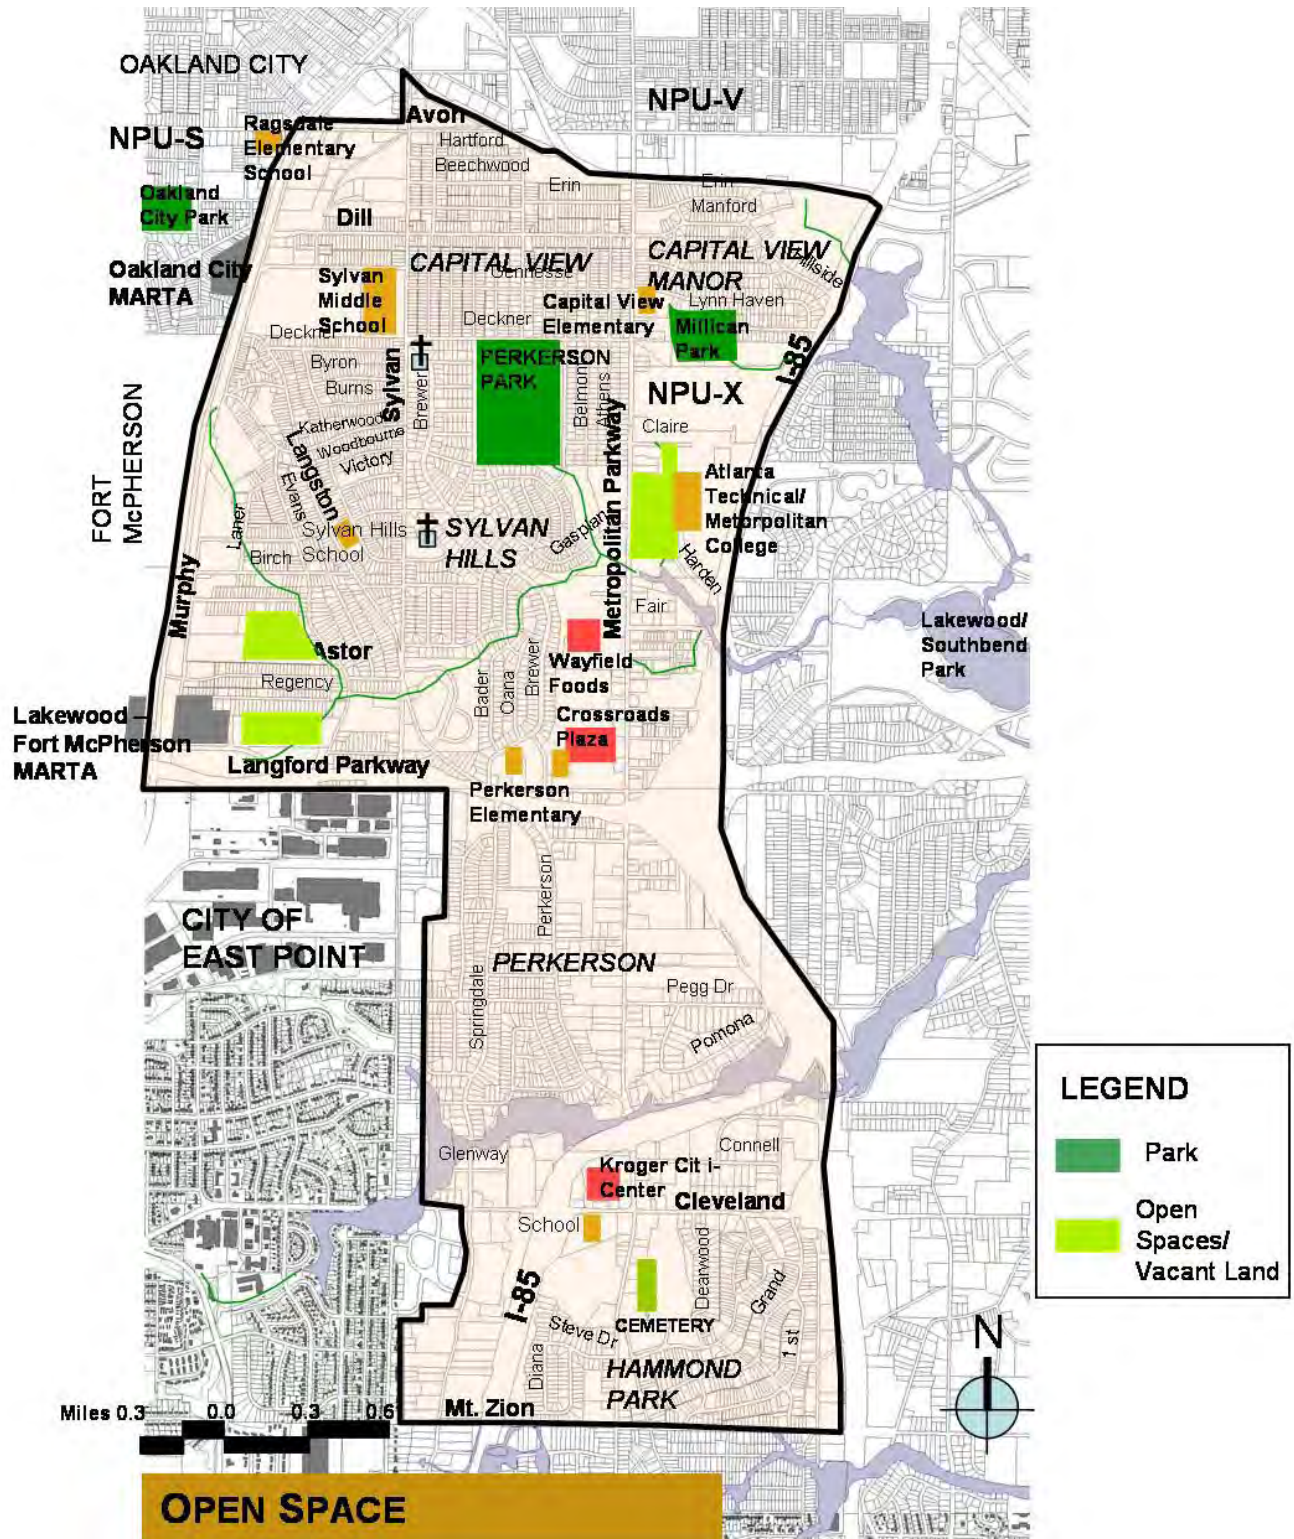 OAKLAND CITY
NPU-V
Avon
NPU-S
Ragsdale
Elementary
School
Hartford
Beechwood
Erin
Erin
Manford
Oakland
City Park
Dill
CAPITAL VIEW
CAPITAL VIEW
MANOR
Hillside
Oakland City
MARTA
Sylvan
Middle
School
Gennesse
Capital View
Elementary
Lynn Haven
Deckner
Deckner
Millican
Park
I-85
Byron
Burns
Sylvan
Brewer
PERKERSON
PARK
Belmont
Athens
NPU-X
FORT
McPHERSON
Katherwood
Woodbourne
Victory
Langston
Evans
Metropolitan Parkway
Claire
Atlanta
Technical/
Metorpolitan
College
Laner
Sylvan Hills
School
Birch
SYLVAN
HILLS
Gasplan
Harden
Murphy
Fair
Lakewood/
Southbend
Park
Astor
Regency
Bader
Oana
Brewer
Wayfield
Foods
Lakewood –
Fort McPherson
MARTA
Crossroads
Plaza
Langford Parkway
Perkerson
Elementary
Perkerson
CITY OF
EAST POINT
PERKERSON
Springdale
Pegg Dr
Pomona
LEGEND
Park
Open
Spaces/
Vacant Land
Glenway
Connell
Kroger Cit i-
Center
Cleveland
School
Dearwood
Grand
I-85
CEMETERY
Steve Dr
Diana
1 st
HAMMOND
PARK
N
Mt. Zion
Miles 0.3 0.0 0.3 0.6
OPEN SPACE